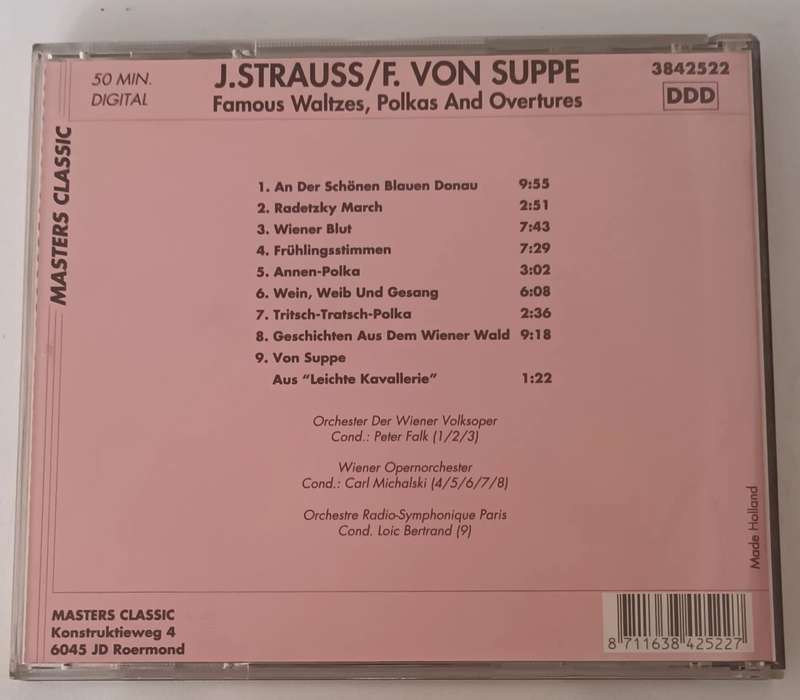 50 MIN.
DIGITAL
J.STRAUSS/F. VON SUPPE
Famous Waltzes, Polkas And Overtures
3842522
DDD
MASTERS CLASSIC
1. An Der Schönen Blauen Donau 9:55
2. Radetzky March 2:51
3. Wiener Blut 7:43
4. Frühlingsstimmen 7:29
5. Annen-Polka 3:02
6. Wein, Weib Und Gesang 6:08
7. Tritsch-Tratsch-Polka 2:36
8. Geschichten Aus Dem Wiener Wald 9:18
9. Von Suppe
Aus "Leichte Kavallerie" 1:22
Orchester Der Wiener Volksoper
Cond.: Peter Falk (1/2/3)
Wiener Opernorchester
Cond.: Carl Michalski (4/5/6/7/8)
Orchestre Radio-Symphonique Paris
Cond. Loic Bertrand (9)
Made Holland
MASTERS CLASSIC
Konstruktieweg 4
6045 JD Roermond
8 711638 425227